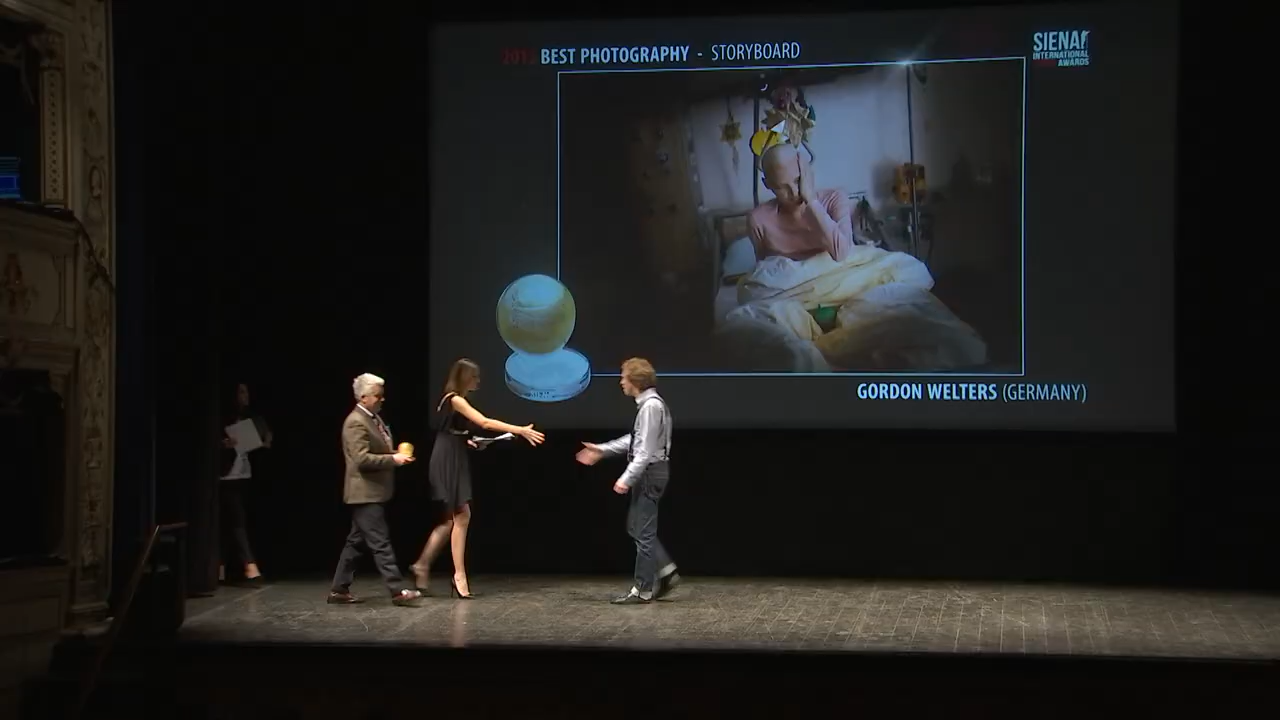 BEST PHOTOGRAPHY - STORYBOARD
SIENA
INTERNATIONAL
AWARDS
GORDON WELTERS (GERMANY)